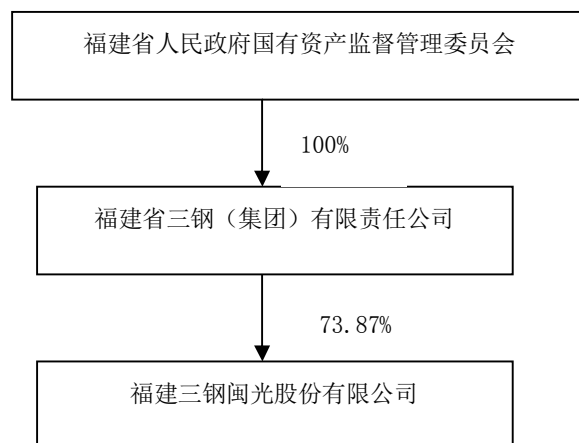 福建省人民政府国有资产监督管理委员会
100%
福建省三钢（集团）有限责任公司
73.87%
福建三钢闽光股份有限公司